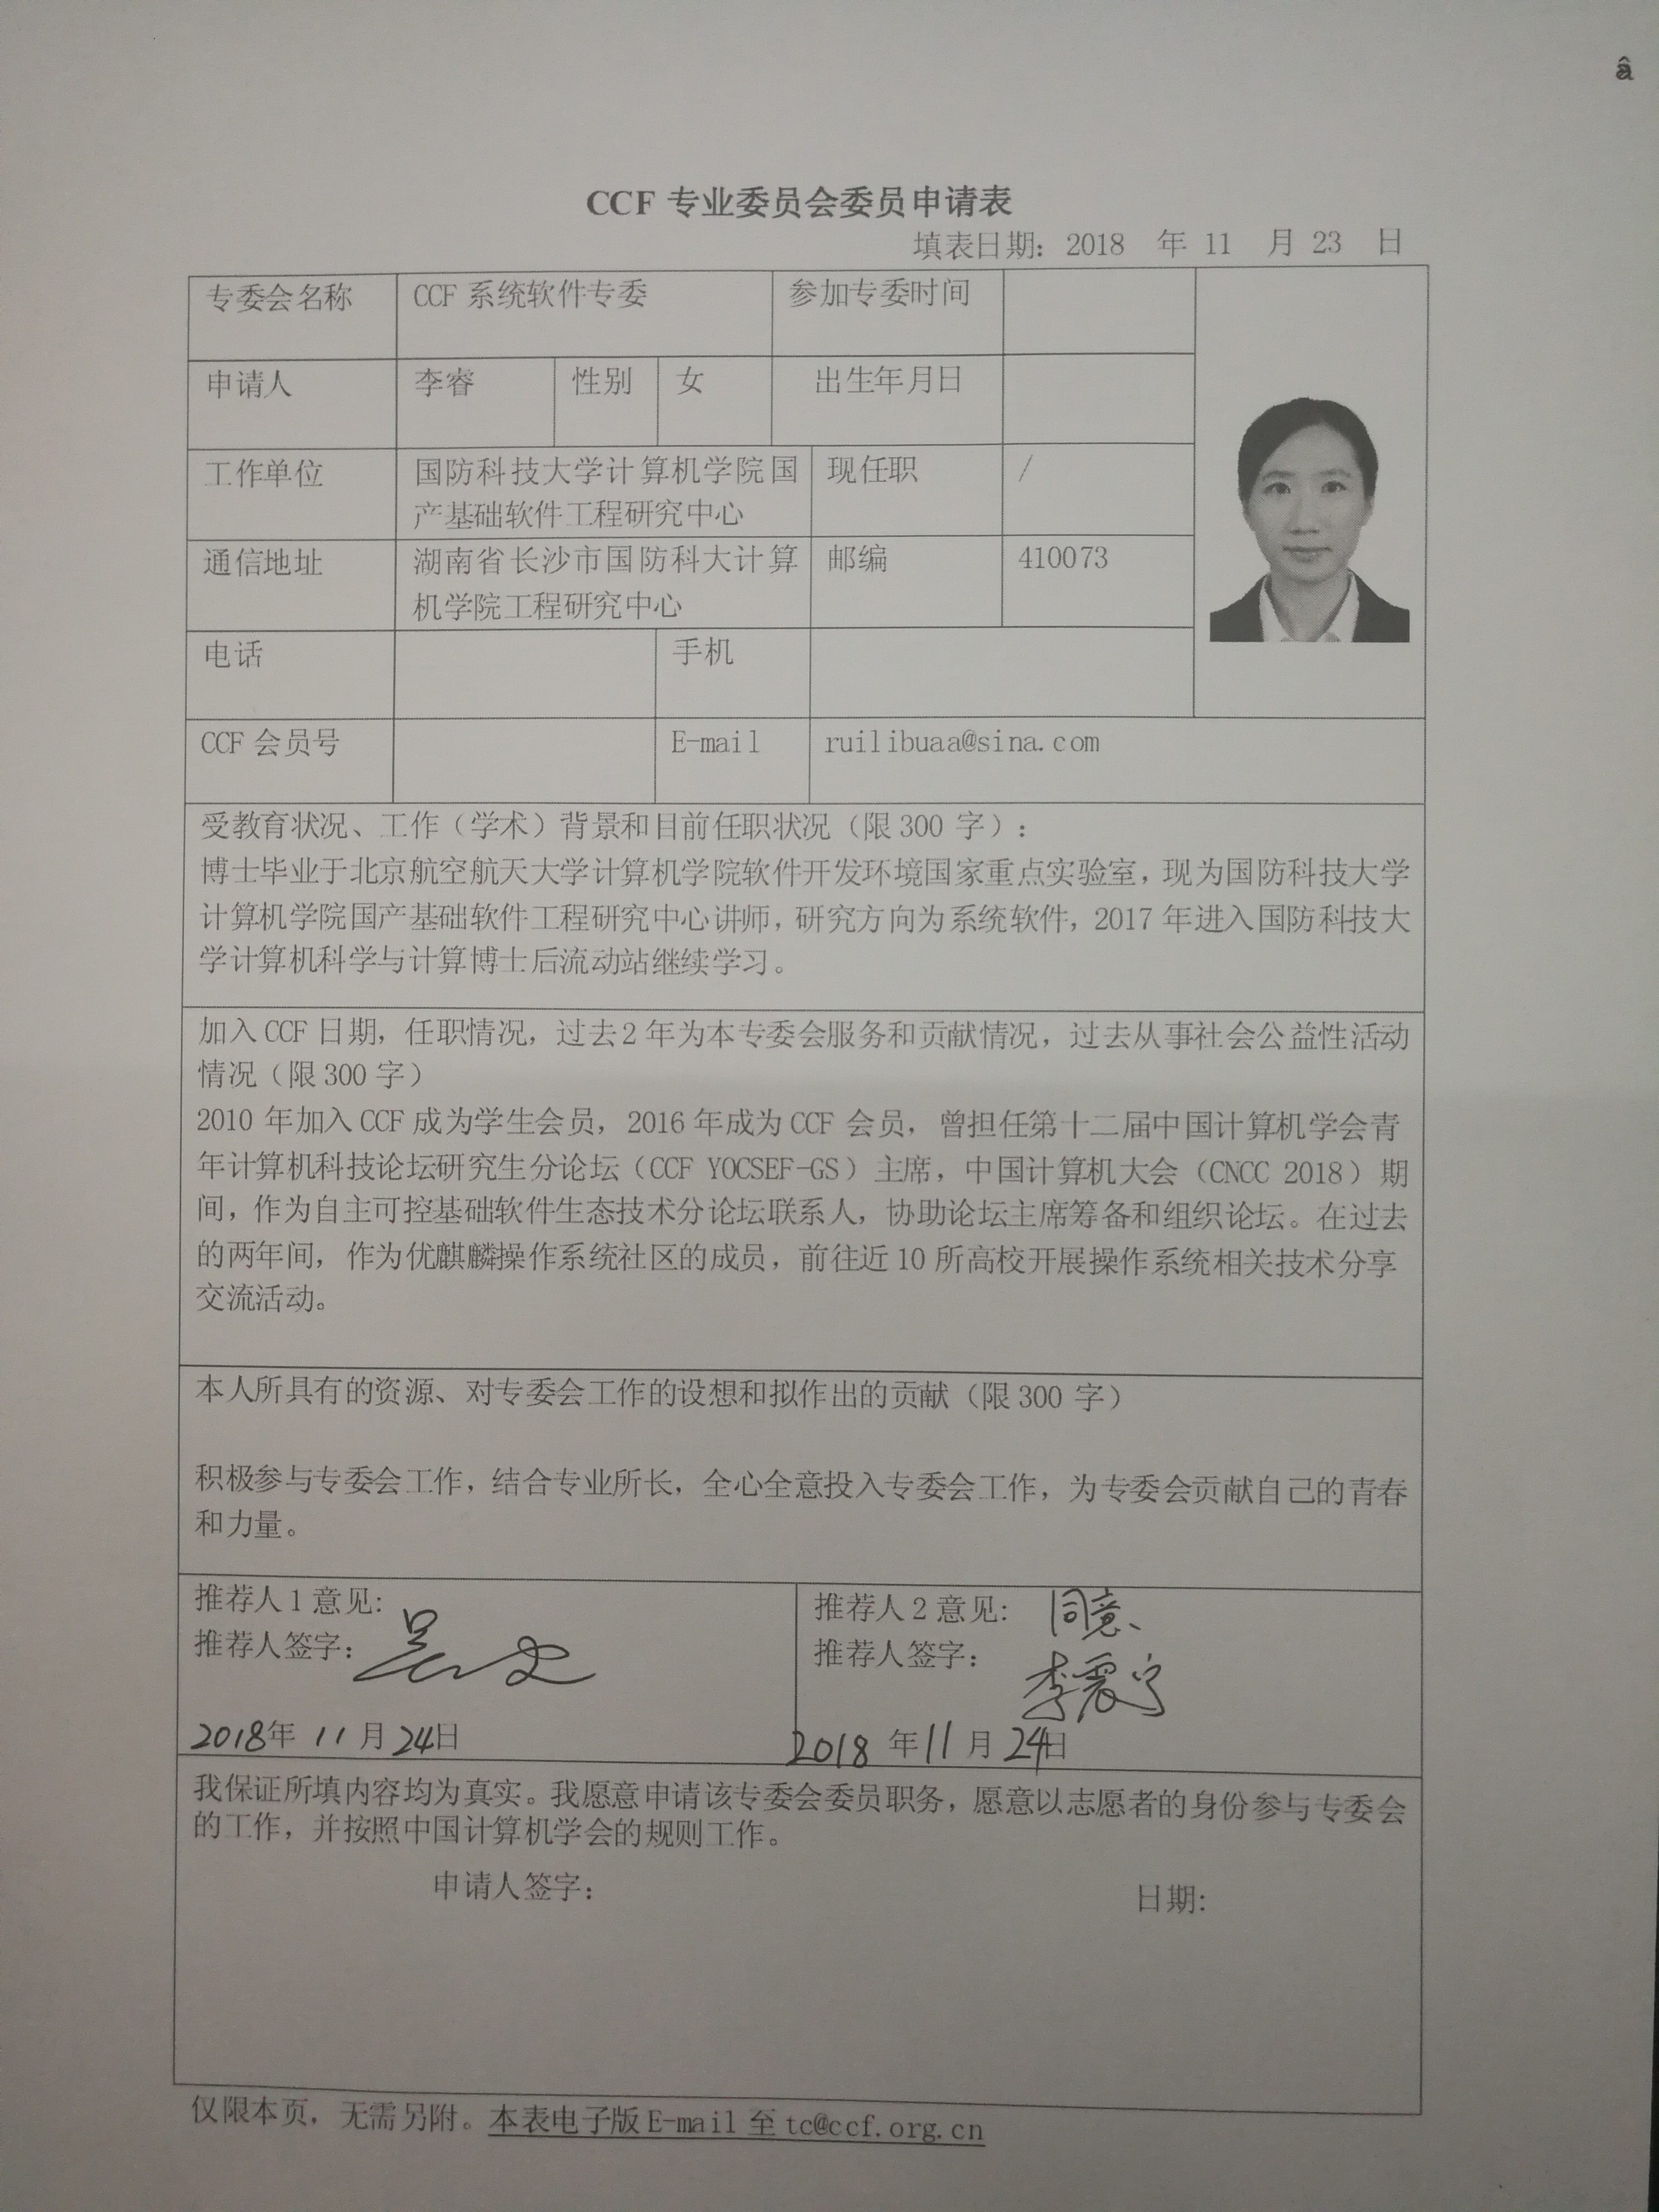 â
CCF 专业委员会委员申请表
填表日期: 2018 年 11 月 23 日
专委会名称 CCF 系统软件专委 参加专委时间
申请人 李睿 性别 女 出生年月日
工作单位 国防科技大学计算机学院国 现任职 /
产基础软件工程研究中心
通信地址 湖南省长沙市国防科大计算 邮编 410073
机学院工程研究中心
电话 手机
CCF 会员号 E-mail ruilibuaa@sina.com
受教育状况、工作（学术）背景和目前任职状况（限 300 字）:
博士毕业于北京航空航天大学计算机学院软件开发环境国家重点实验室，现为国防科技大学
计算机学院国产基础软件工程研究中心讲师，研究方向为系统软件，2017 年进入国防科技大
学计算机科学与计算博士后流动站继续学习。
加入 CCF 日期，任职情况，过去 2 年为本专委会服务和贡献情况，过去从事社会公益性活动
情况（限 300 字）
2010 年加入 CCF 成为学生会员，2016 年成为 CCF 会员，曾担任第十二届中国计算机学会青
年计算机科技论坛研究生分论坛（CCF YOCSEF-GS）主席，中国计算机大会（CNCC 2018）期
间，作为自主可控基础软件生态技术分论坛联系人，协助论坛主席筹备和组织论坛。在过去
的两年间，作为优麒麟操作系统社区的成员，前往近 10 所高校开展操作系统相关技术分享
交流活动。
本人所具有的资源、对专委会工作的设想和拟作出的贡献（限 300 字）
积极参与专委会工作，结合专业所长，全心全意投入专委会工作，为专委会贡献自己的青春
和力量。
推荐人 1 意见: 推荐人 2 意见: 同意、
推荐人签字: 推荐人签字: 李震宁
2018年 11 月 24日 2018 年 11 月 24日
我保证所填内容均为真实。我愿意申请该专委会委员职务，愿意以志愿者的身份参与专委会
的工作，并按照中国计算机学会的规则工作。
申请人签字: 日期:
仅限本页，无需另附。本表电子版 E-mail 至 tc@ccf.org.cn